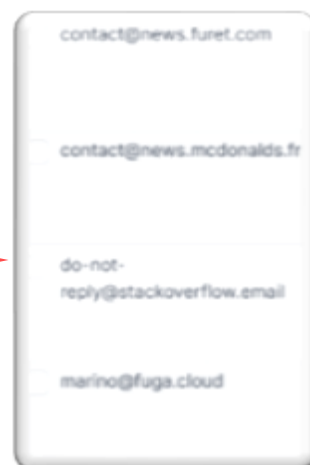 contact@news.furet.com
contact@news.mcdonalds.fr
do-not-
reply@stackoverflow.email
marino@fuga.cloud